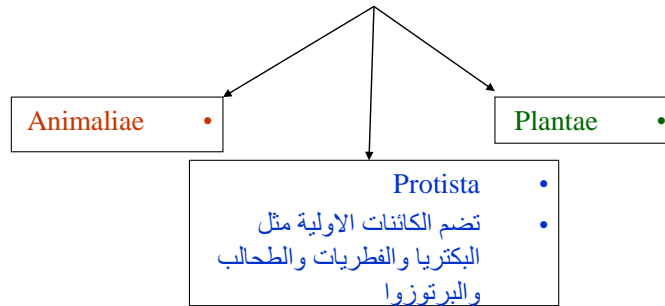 Animaliae •
Plantae •
Protista •
• تضم الكائنات الاولية مثل
البكتريا والفطريات والطحالب
والبرتوزوا